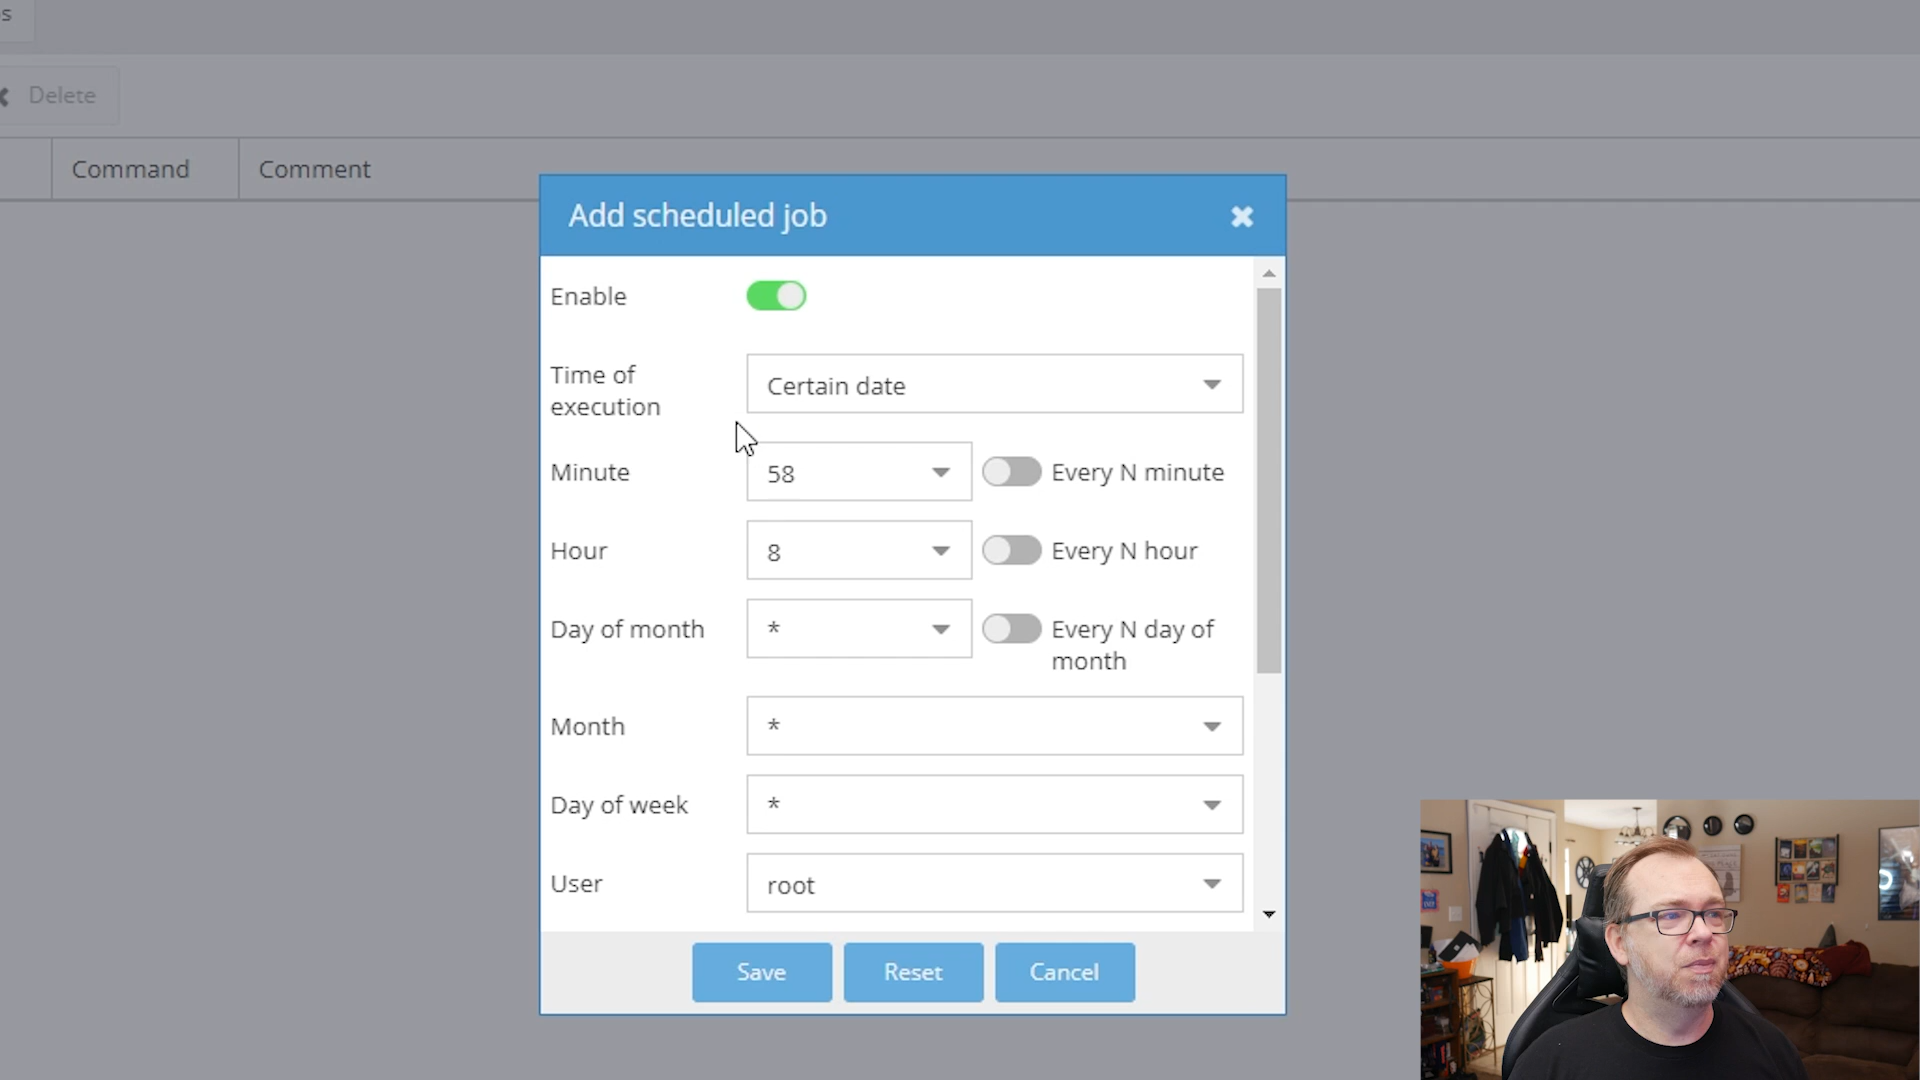 s
Delete
Command Comment
Add scheduled job
Enable
Time of
execution
Certain date
Minute 58 Every N minute
Hour 8 Every N hour
Day of month * Every N day of
month
Month *
Day of week *
User root
Save Reset Cancel